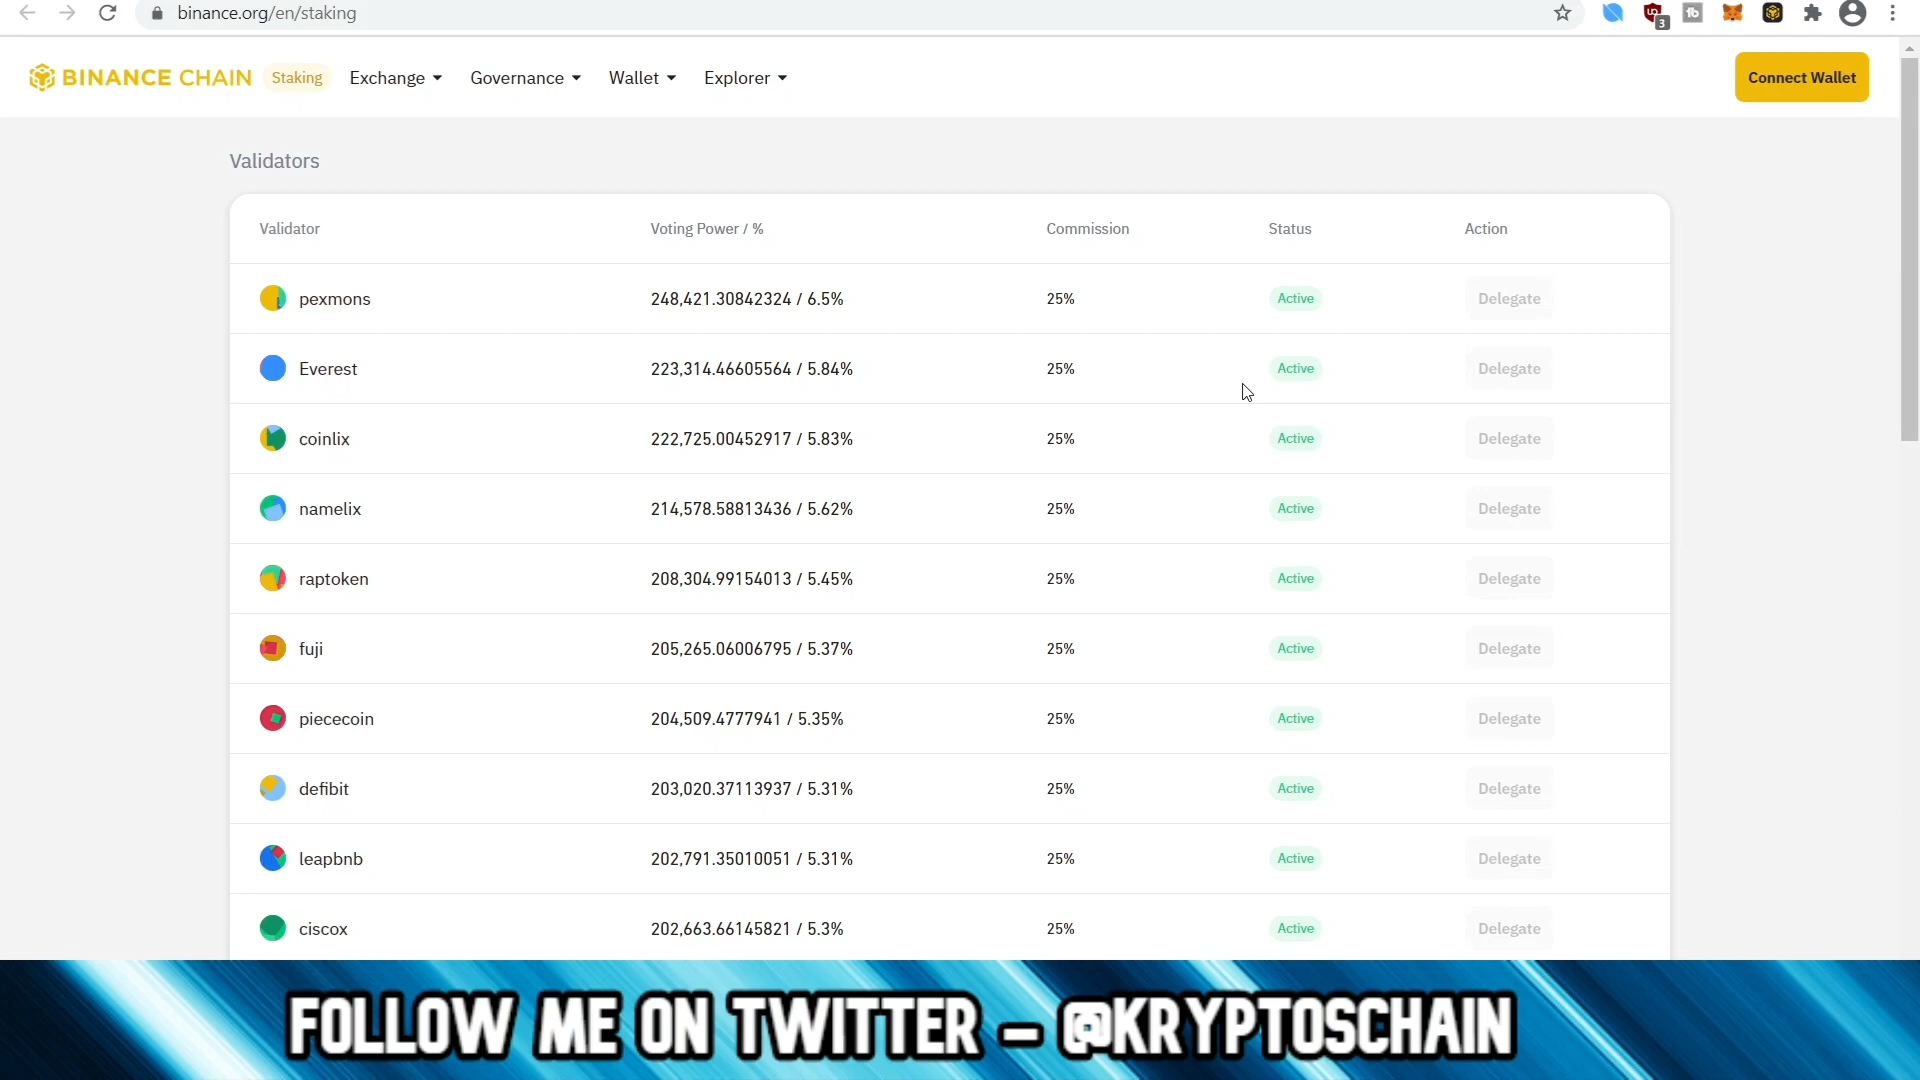 binance.org/en/staking
3
BINANCE CHAIN Staking Exchange Governance Wallet Explorer Connect Wallet
Validators
Validator Voting Power / % Commission Status Action
pexmons 248,421.30842324 / 6.5% 25% Active Delegate
Everest 223,314.46605564 / 5.84% 25% Active Delegate
coinlix 222,725.00452917 / 5.83% 25% Active Delegate
namelix 214,578.58813436 / 5.62% 25% Active Delegate
raptoken 208,304.99154013 / 5.45% 25% Active Delegate
fuji 205,265.06006795 / 5.37% 25% Active Delegate
piececoin 204,509.4777941 / 5.35% 25% Active Delegate
defibit 203,020.37113937 / 5.31% 25% Active Delegate
leapbnb 202,791.35010051 / 5.31% 25% Active Delegate
ciscox 202,663.66145821 / 5.3% 25% Active Delegate
FOLLOW ME ON TWITTER – @KRYPTOSCHAIN